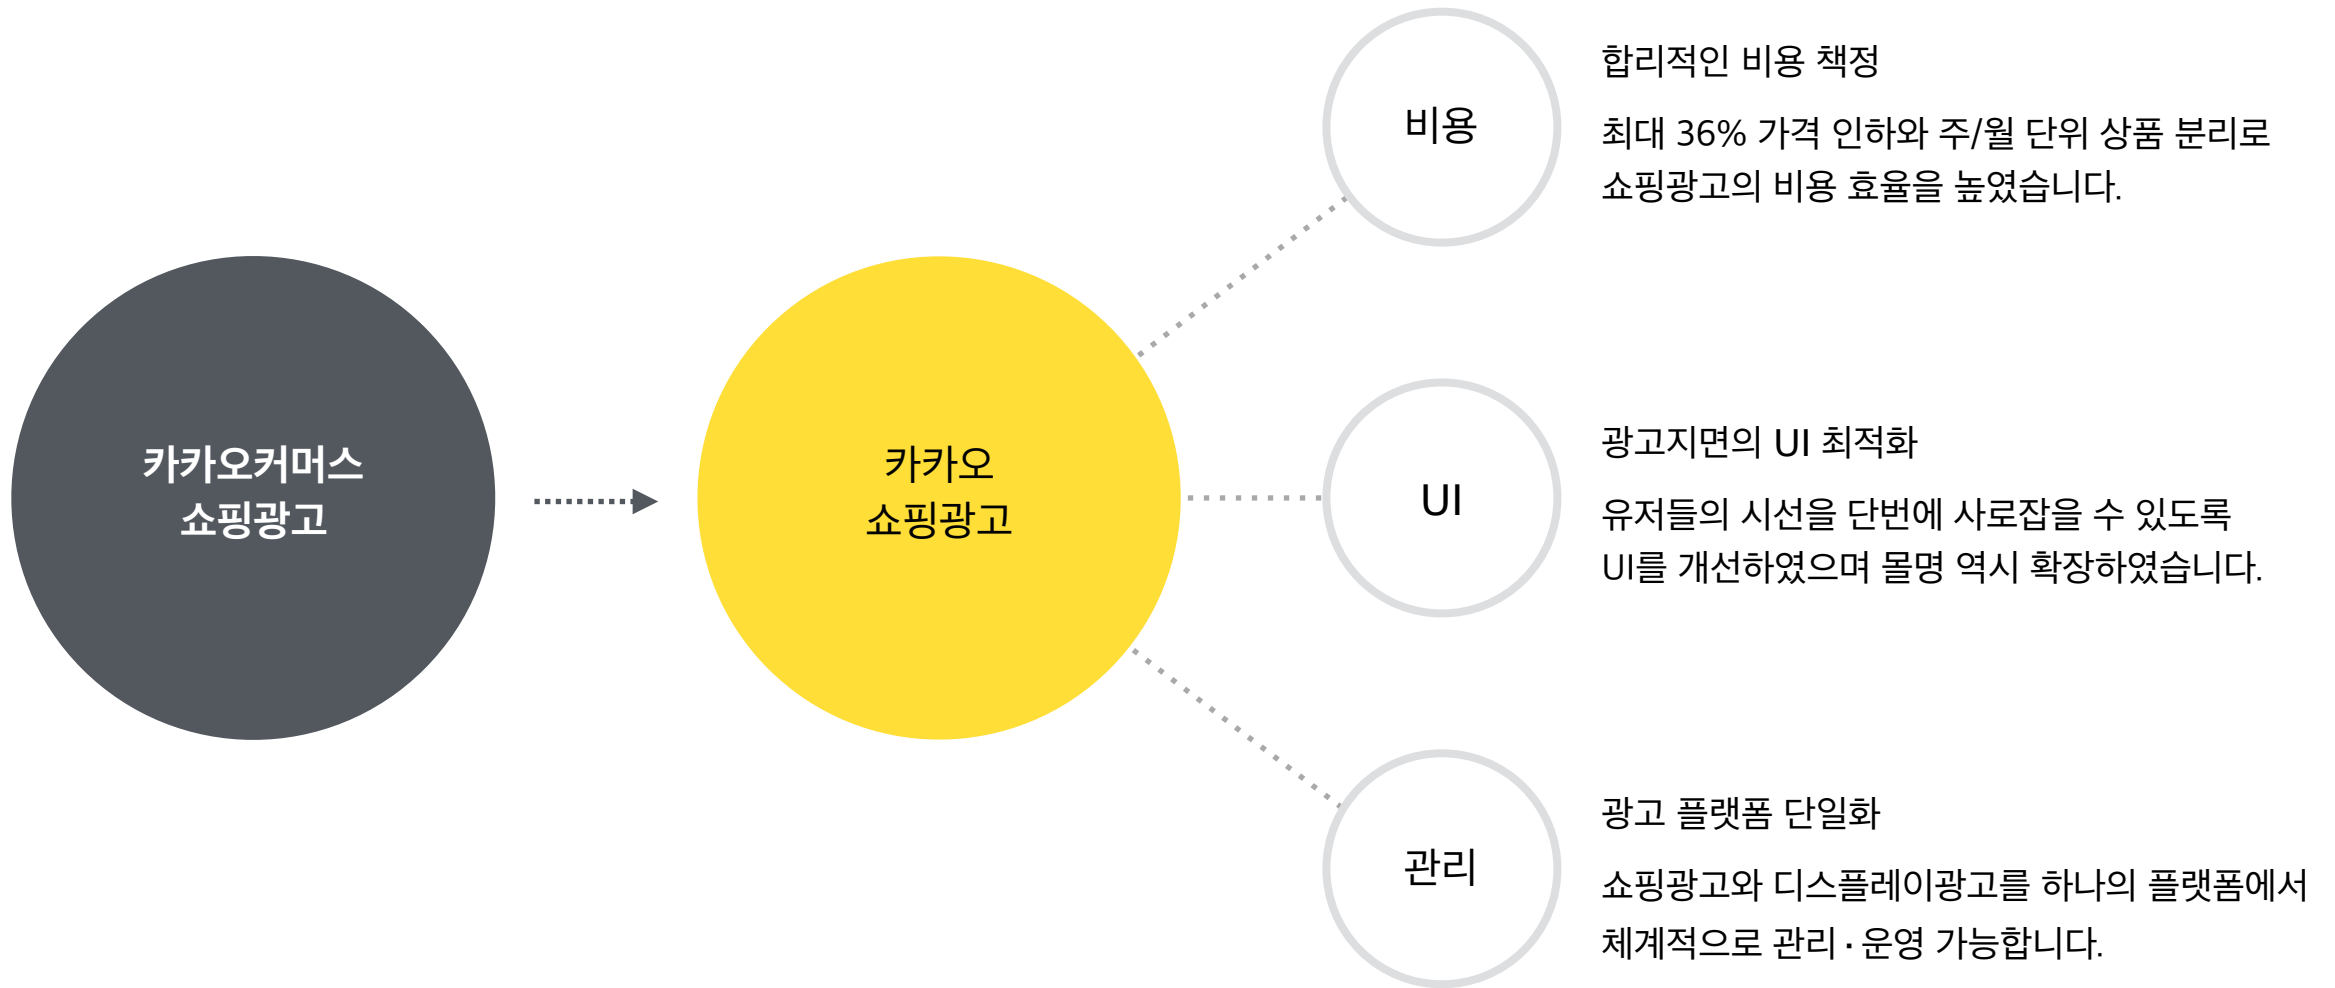 카카오커머스
쇼핑광고
카카오
쇼핑광고
비용
합리적인 비용 책정
최대 36% 가격 인하와 주/월 단위 상품 분리로
쇼핑광고의 비용 효율을 높였습니다.
UI
광고지면의 UI 최적화
유저들의 시선을 단번에 사로잡을 수 있도록
UI를 개선하였으며 몰명 역시 확장하였습니다.
관리
광고 플랫폼 단일화
쇼핑광고와 디스플레이광고를 하나의 플랫폼에서
체계적으로 관리·운영 가능합니다.